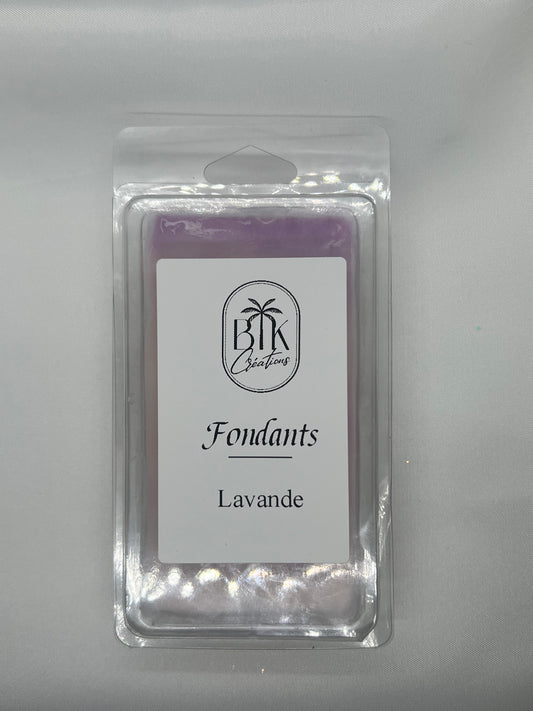 BK
Créations
Fondants
Lavande